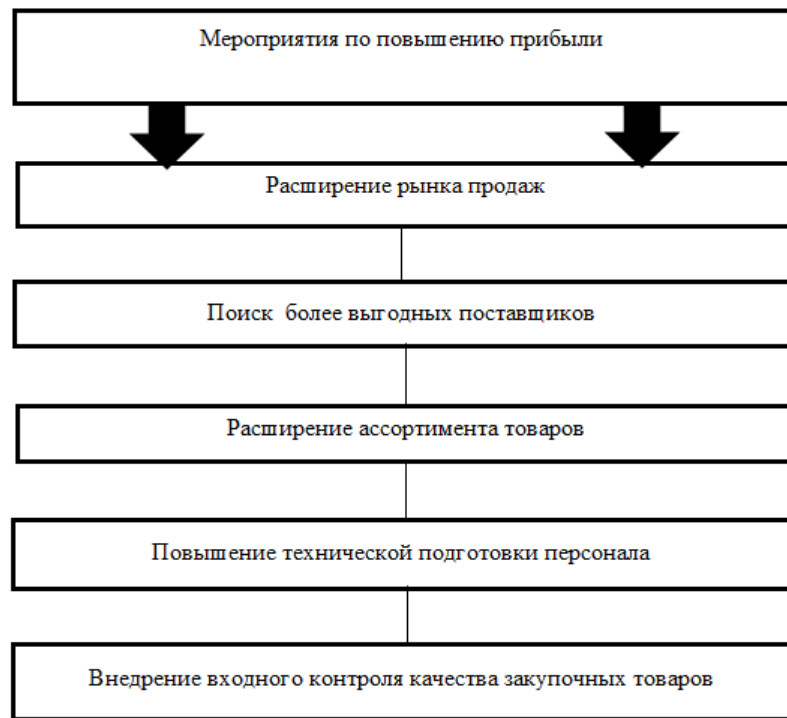 Мероприятия по повышению прибыли
Расширение рынка продаж
Поиск  более выгодных поставщиков
Расширение ассортимента товаров
Повышение технической подготовки персонала
Внедрение входного контроля качества закупочных товаров